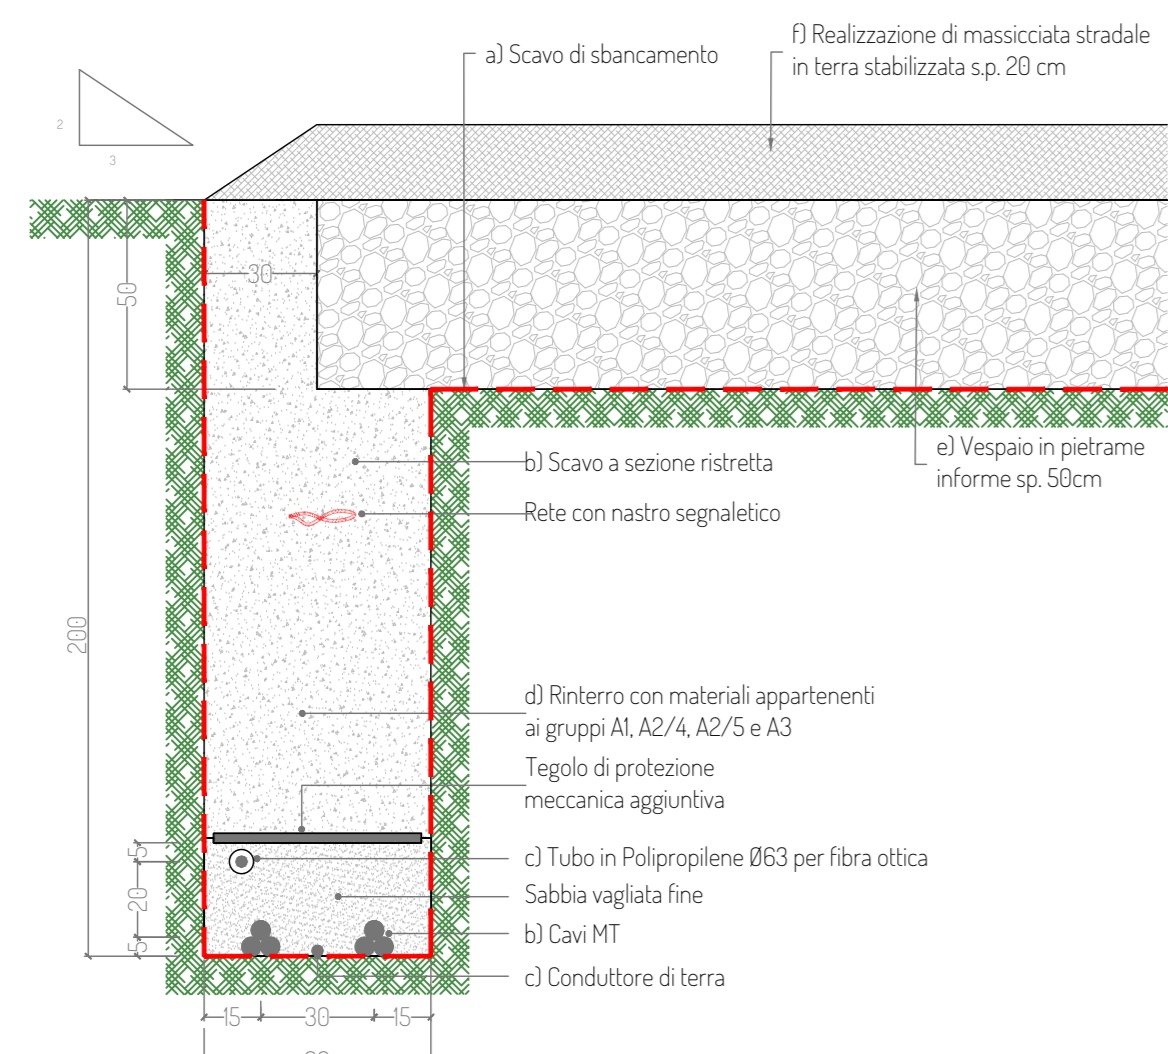 a) Scavo di sbancamento
f) Realizzazione di massicciata stradale
in terra stabilizzata s.p. 20 cm
2
3
30
50
e) Vespaio in pietrame
informe sp. 50cm
b) Scavo a sezione ristretta
Rete con nastro segnaletico
200
d) Rinterro con materiali appartenenti
ai gruppi A1, A2/4, A2/5 e A3
Tegolo di protezione
meccanica aggiuntiva
5
c) Tubo in Polipropilene Ø63 per fibra ottica
20
Sabbia vagliata fine
b) Cavi MT
5
c) Conduttore di terra
15
30
15